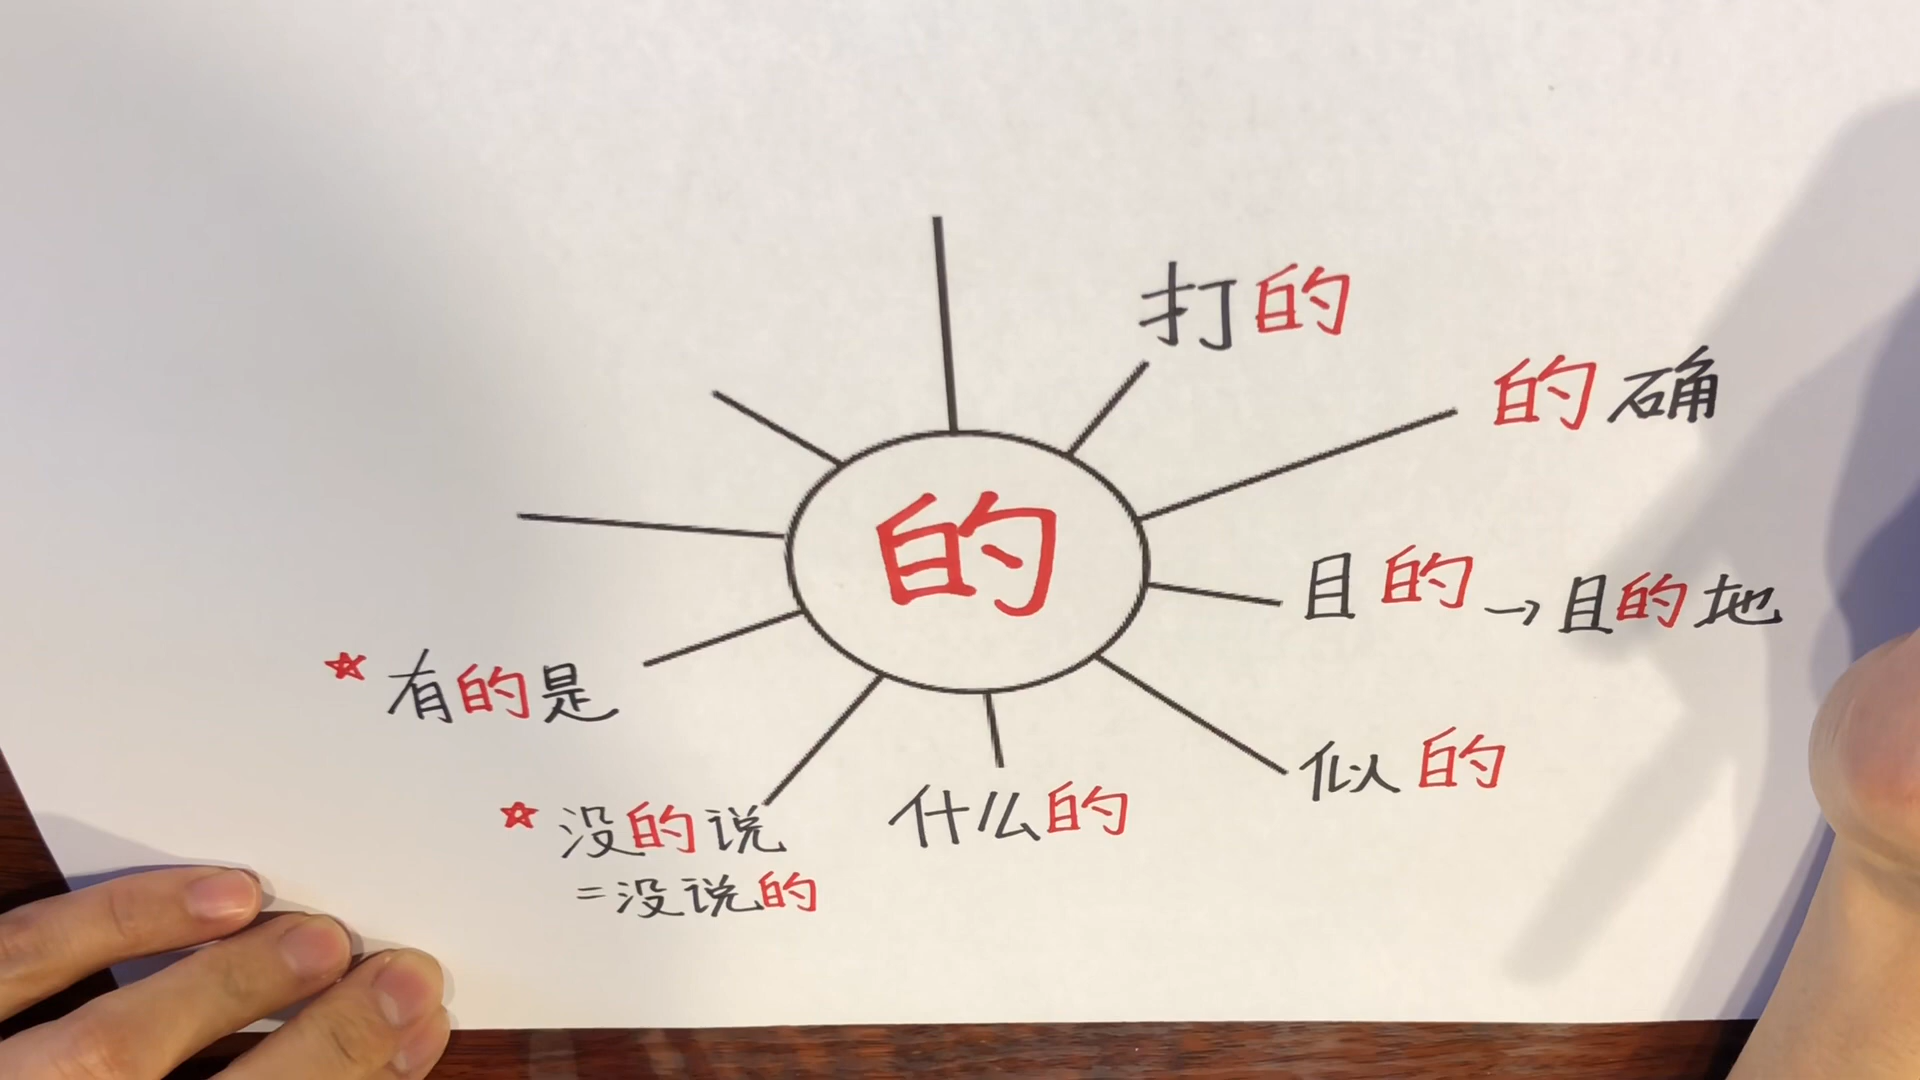 打的
的确
的
目的→目的地
★有的是
似的
★没的说
=没说的
什么的